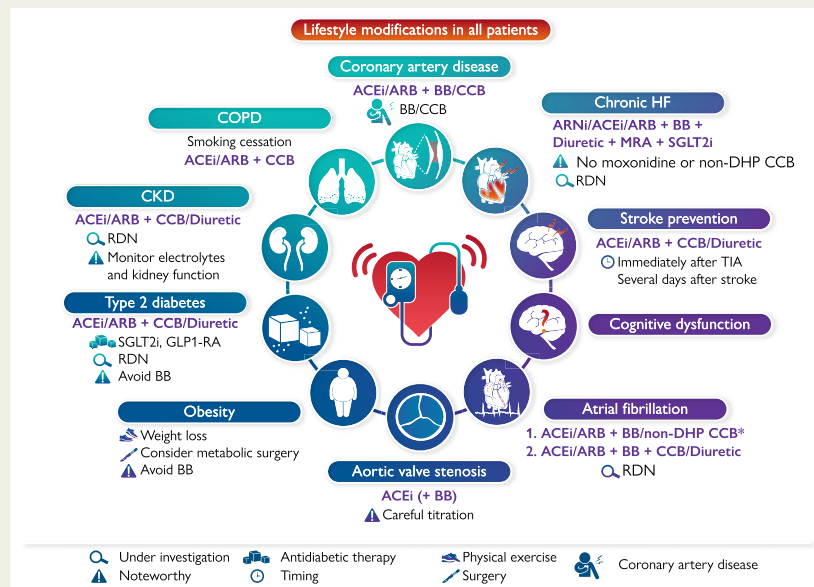 Lifestyle modifications in all patients
Coronary artery disease
ACEi/ARB + BB/CCB
BB/CCB
Chronic HF
ARNi/ACEi/ARB + BB +
Diuretic + MRA + SGLT2i
No moxonidine or non-DHP CCB
RDN
Stroke prevention
ACEi/ARB + CCB/Diuretic
Immediately after TIA
Several days after stroke
Cognitive dysfunction
Atrial fibrillation
1. ACEi/ARB + BB/non-DHP CCB*
2. ACEi/ARB + BB + CCB/Diuretic
RDN
Aortic valve stenosis
ACEi (+ BB)
Careful titration
Obesity
Weight loss
Consider metabolic surgery
Avoid BB
Type 2 diabetes
ACEi/ARB + CCB/Diuretic
SGLT2i, GLP1-RA
RDN
Avoid BB
CKD
ACEi/ARB + CCB/Diuretic
RDN
Monitor electrolytes
and kidney function
COPD
Smoking cessation
ACEi/ARB + CCB
Under investigation
Noteworthy
Antidiabetic therapy
Timing
Physical exercise
Surgery
Coronary artery disease